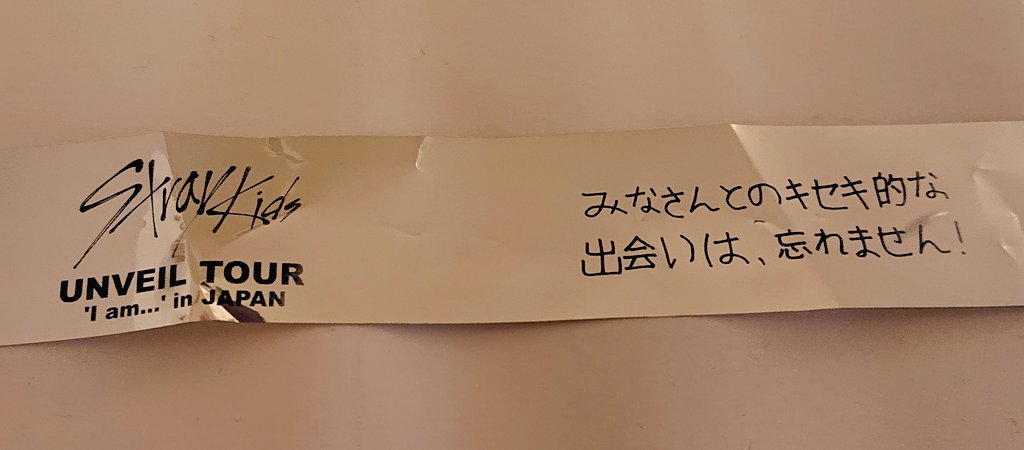 Stray Kids
UNVEIL TOUR
'I am...' in JAPAN
みなさんとのキセキ的な
出会いは、忘れません!